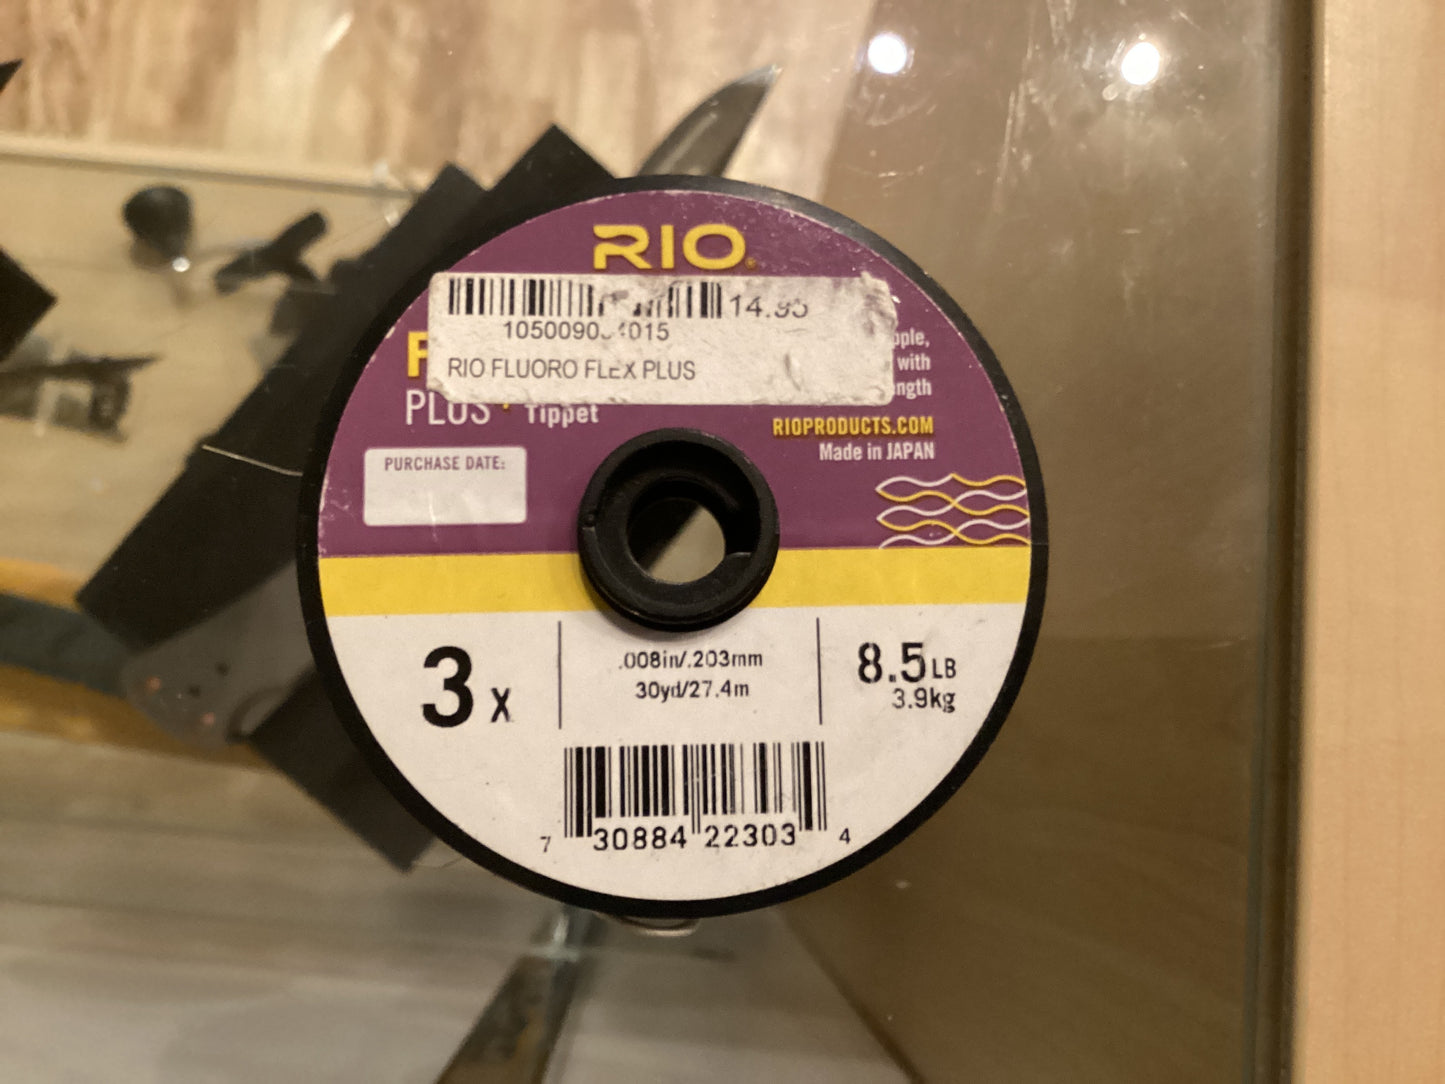 RIO
14.95
RIO FLUORO FLEX PLUS
with
PLUS
Tippet
RIOPRODUCTS.COM
Made in JAPAN
PURCHASE DATE:
3x
.008in/.203mm
30yd/27.4m
8.5LB
3.9kg
7 30884 22303 4